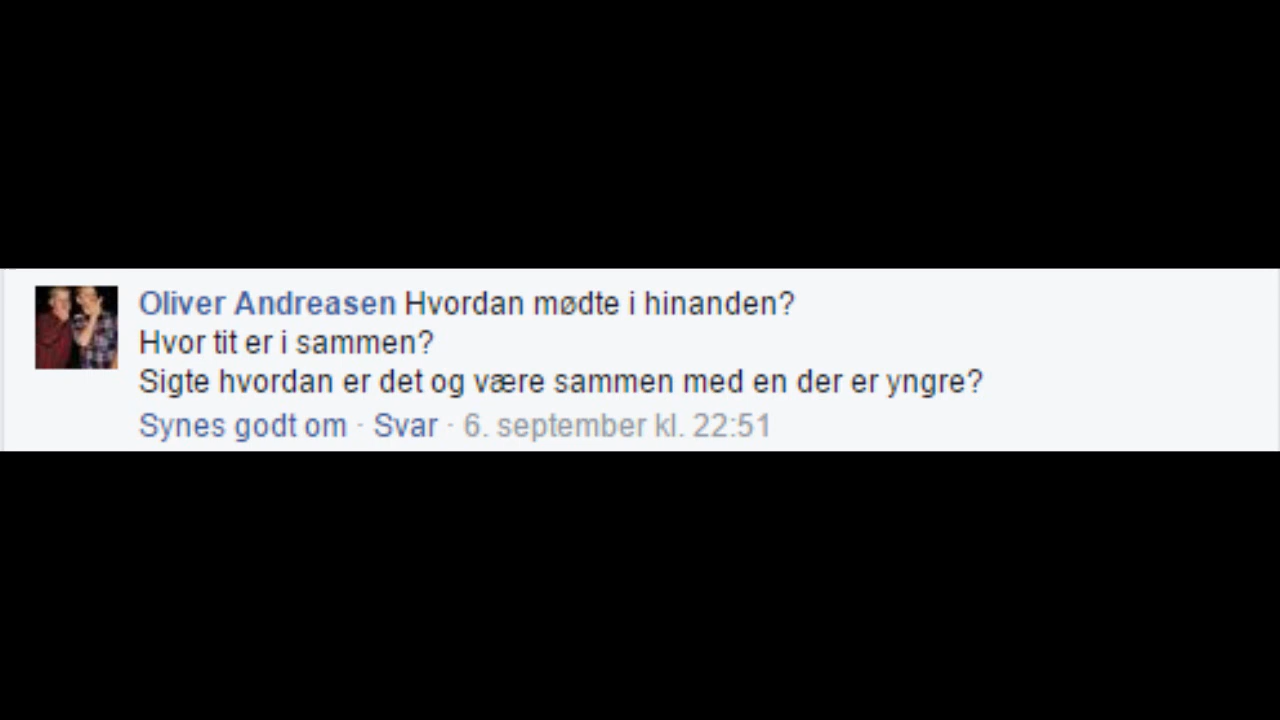 Oliver Andreasen Hvordan mødte i hinanden?
Hvor tit er i sammen?
Sigte hvordan er det og være sammen med en der er yngre?
Synes godt om · Svar · 6. september kl. 22:51